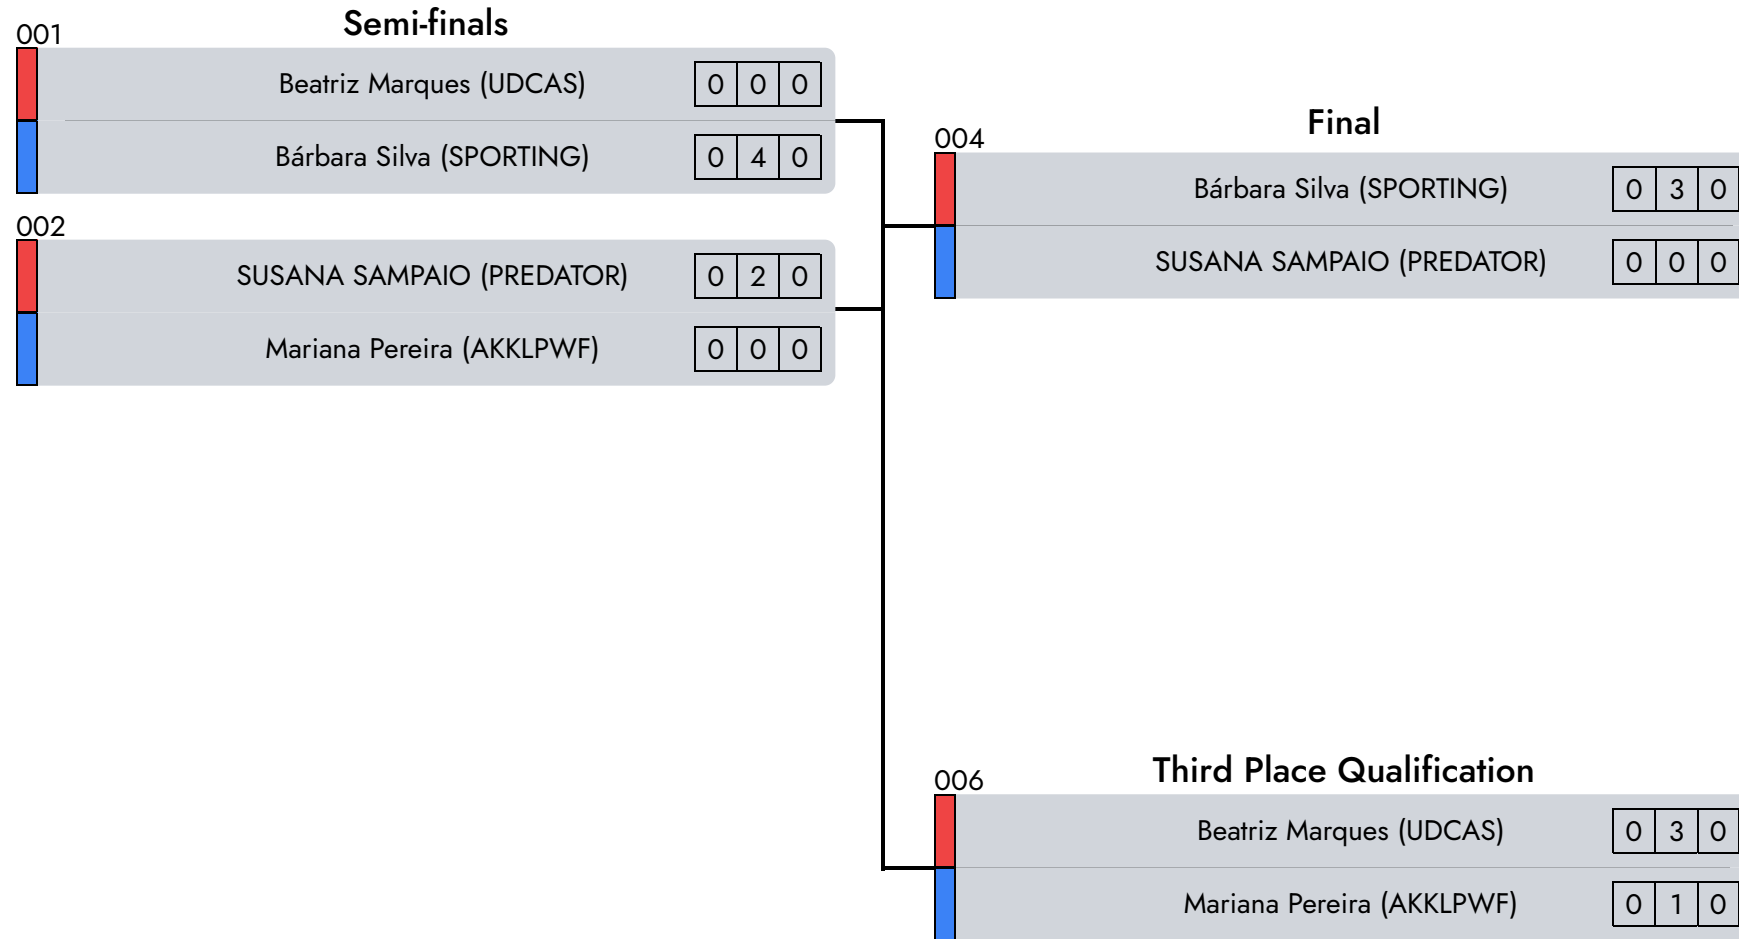 Semi-finals
001
Beatriz Marques (UDCAS) 0 0 0
Bárbara Silva (SPORTING) 0 4 0
002
SUSANA SAMPAIO (PREDATOR) 0 2 0
Mariana Pereira (AKKLPWF) 0 0 0
Final
004
Bárbara Silva (SPORTING) 0 3 0
SUSANA SAMPAIO (PREDATOR) 0 0 0
Third Place Qualification
006
Beatriz Marques (UDCAS) 0 3 0
Mariana Pereira (AKKLPWF) 0 1 0